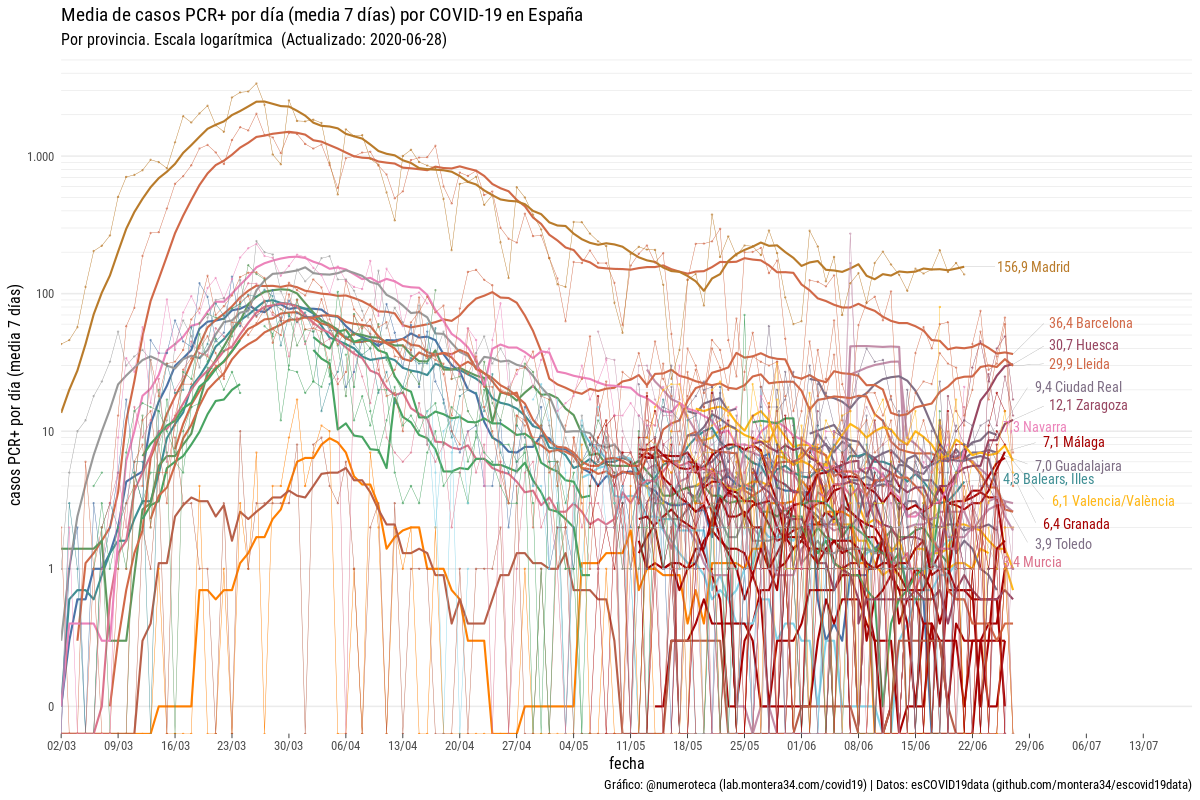 Media de casos PCR+ por día (media 7 días) por COVID-19 en España
Por provincia. Escala logarítmica (Actualizado: 2020-06-28)
casos PCR+ por día (media 7 días)
1.000
100
10
1
0
156,9 Madrid
36,4 Barcelona
30,7 Huesca
29,9 Lleida
9,4 Ciudad Real
12,1 Zaragoza
3 Navarra
7,1 Málaga
7,0 Guadalajara
4,3 Balears, Illes
6,1 Valencia/València
6,4 Granada
3,9 Toledo
4 Murcia
02/03 09/03 16/03 23/03 30/03 06/04 13/04 20/04 27/04 04/05 11/05 18/05 25/05 01/06 08/06 15/06 22/06 29/06 06/07 13/07
fecha
Gráfico: @numeroteca (lab.montera34.com/covid19) | Datos: esCOVID19data (github.com/montera34/escovid19data)